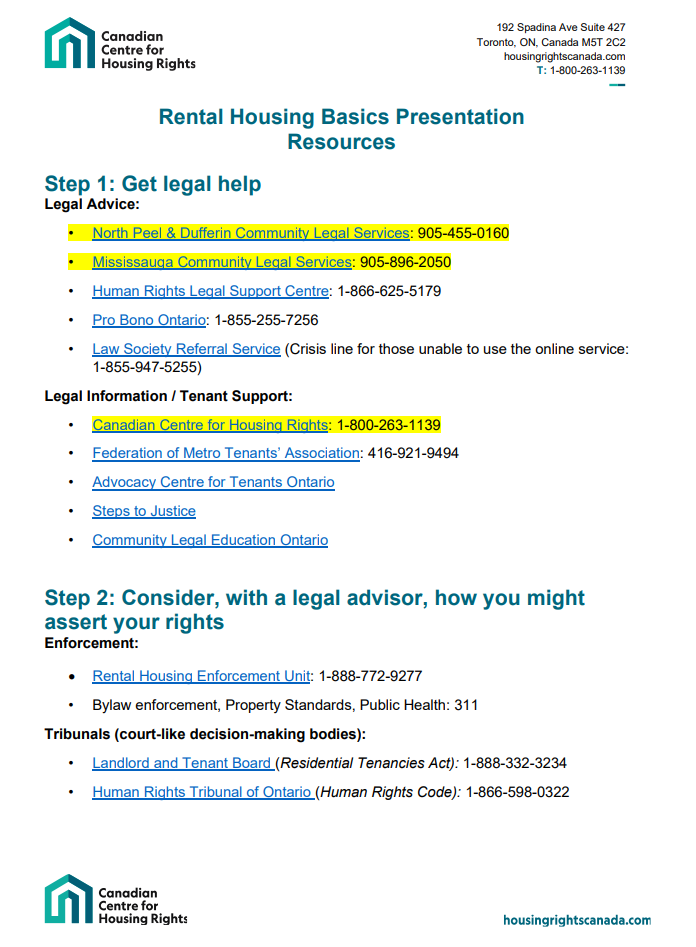 Canadian
Centre for
Housing Rights
192 Spadina Ave Suite 427
Toronto, ON, Canada M5T 2C2
housingrightscanada.com
T: 1-800-263-1139
Rental Housing Basics Presentation
Resources
Step 1: Get legal help
Legal Advice:
• North Peel & Dufferin Community Legal Services: 905-455-0160
• Mississauga Community Legal Services: 905-896-2050
• Human Rights Legal Support Centre: 1-866-625-5179
• Pro Bono Ontario: 1-855-255-7256
• Law Society Referral Service (Crisis line for those unable to use the online service:
1-855-947-5255)
Legal Information / Tenant Support:
• Canadian Centre for Housing Rights: 1-800-263-1139
• Federation of Metro Tenants’ Association: 416-921-9494
• Advocacy Centre for Tenants Ontario
• Steps to Justice
• Community Legal Education Ontario
Step 2: Consider, with a legal advisor, how you might
assert your rights
Enforcement:
• Rental Housing Enforcement Unit: 1-888-772-9277
• Bylaw enforcement, Property Standards, Public Health: 311
Tribunals (court-like decision-making bodies):
• Landlord and Tenant Board (Residential Tenancies Act): 1-888-332-3234
• Human Rights Tribunal of Ontario (Human Rights Code): 1-866-598-0322
Canadian
Centre for
Housing Rights
housingrightscanada.com